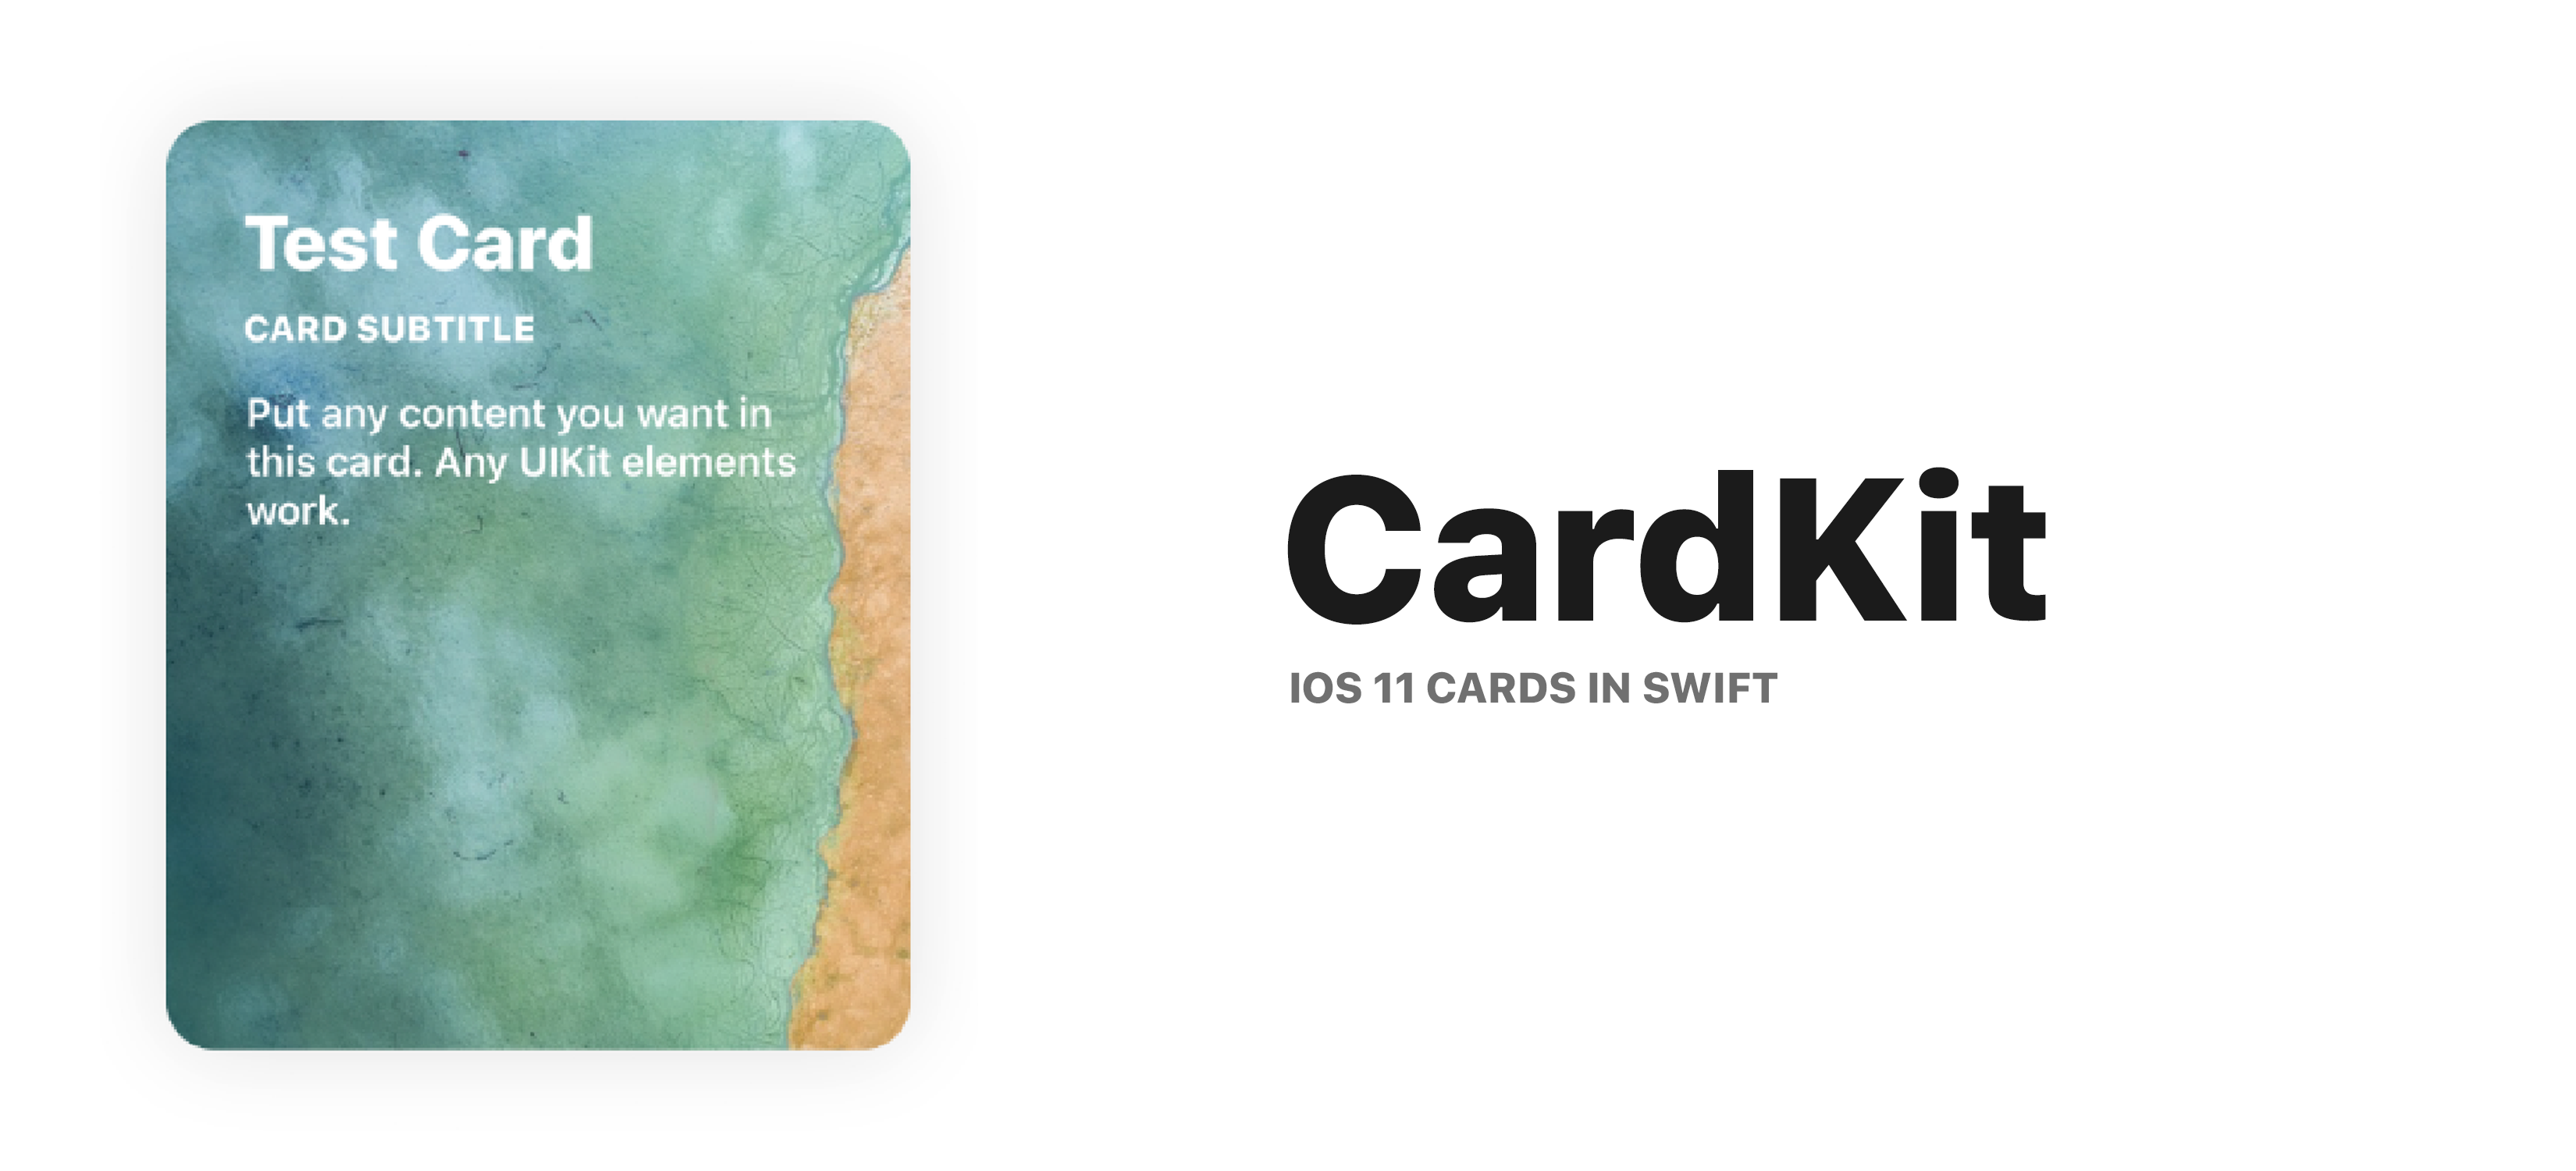 Test Card
CARD SUBTITLE
Put any content you want in
this card. Any UIKit elements
work.
CardKit
IOS 11 CARDS IN SWIFT